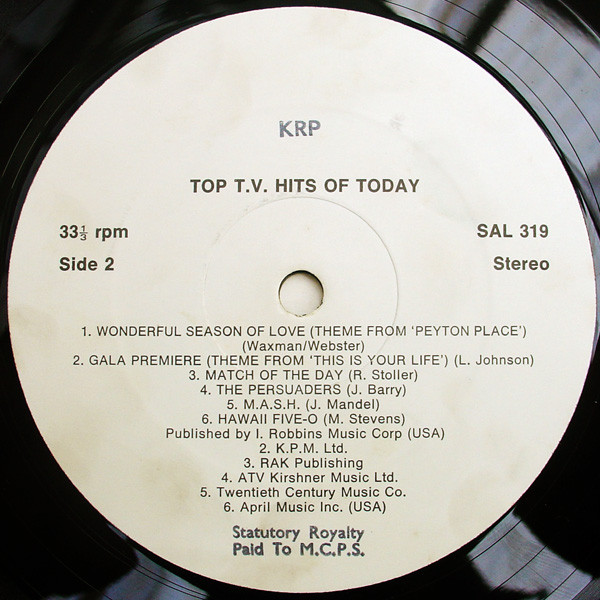 KRP
TOP T.V. HITS OF TODAY
33⅓ rpm
SAL 319
Side 2
Stereo
1. WONDERFUL SEASON OF LOVE (THEME FROM ‘PEYTON PLACE’)
(Waxman/Webster)
2. GALA PREMIERE (THEME FROM ‘THIS IS YOUR LIFE’) (L. Johnson)
3. MATCH OF THE DAY (R. Stoller)
4. THE PERSUADERS (J. Barry)
5. M.A.S.H. (J. Mandel)
6. HAWAII FIVE-O (M. Stevens)
Published by I. Robbins Music Corp (USA)
2. K.P.M. Ltd.
3. RAK Publishing
4. ATV Kirshner Music Ltd.
5. Twentieth Century Music Co.
6. April Music Inc. (USA)
Statutory Royalty
Paid To M.C.P.S.